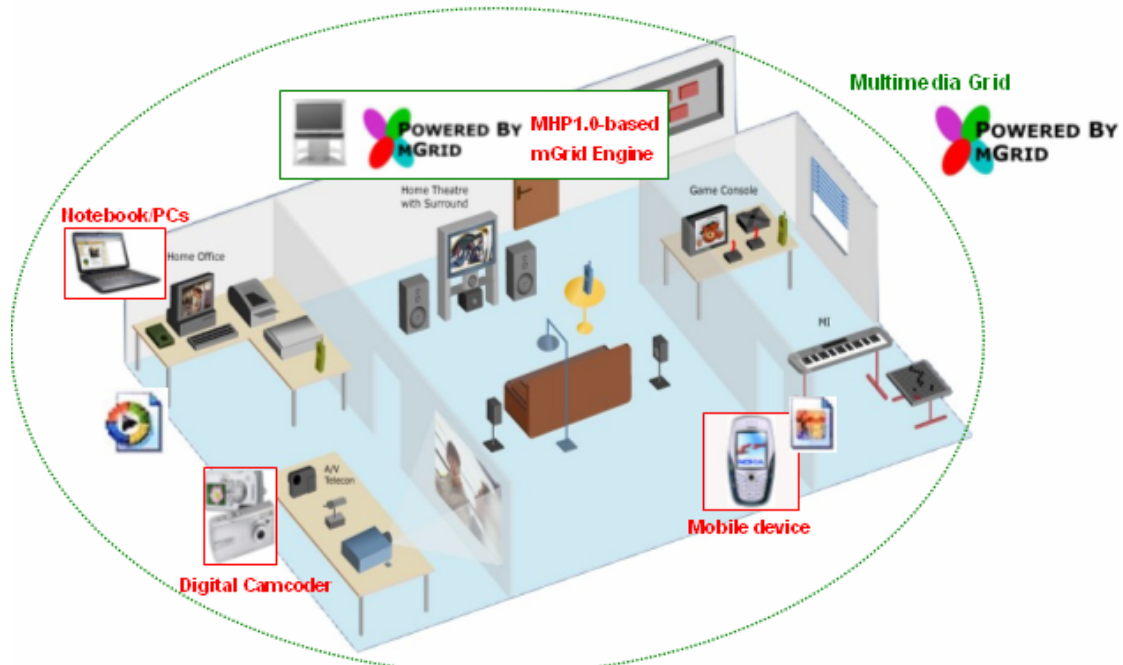 Multimedia Grid
POWERED BY
MGRID
MHP1.0-based
mGrid Engine
POWERED BY
MGRID
Home Theatre
with Surround
Game Console
Notebook/PCs
Home Office
MI
A/V
Telecon
NOKIA
Mobile device
Digital Camcoder